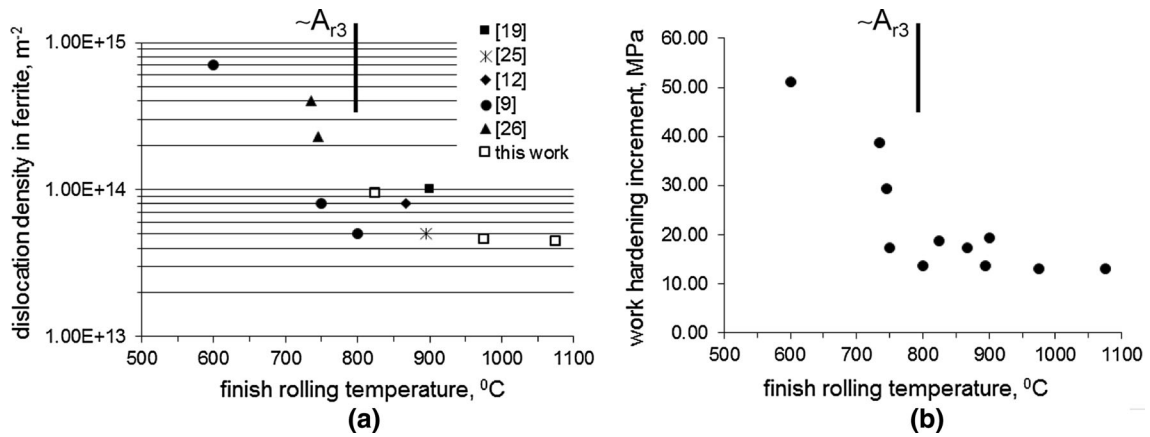 ~Ar3
1.00E+15
1.00E+14
1.00E+13
dislocation density in ferrite, m-2
[19]
[25]
[12]
[9]
[26]
this work
500 600 700 800 900 1000 1100
finish rolling temperature, 0C
(a)
~Ar3
60.00
50.00
40.00
30.00
20.00
10.00
0.00
work hardening increment, MPa
500 600 700 800 900 1000 1100
finish rolling temperature, 0C
(b)